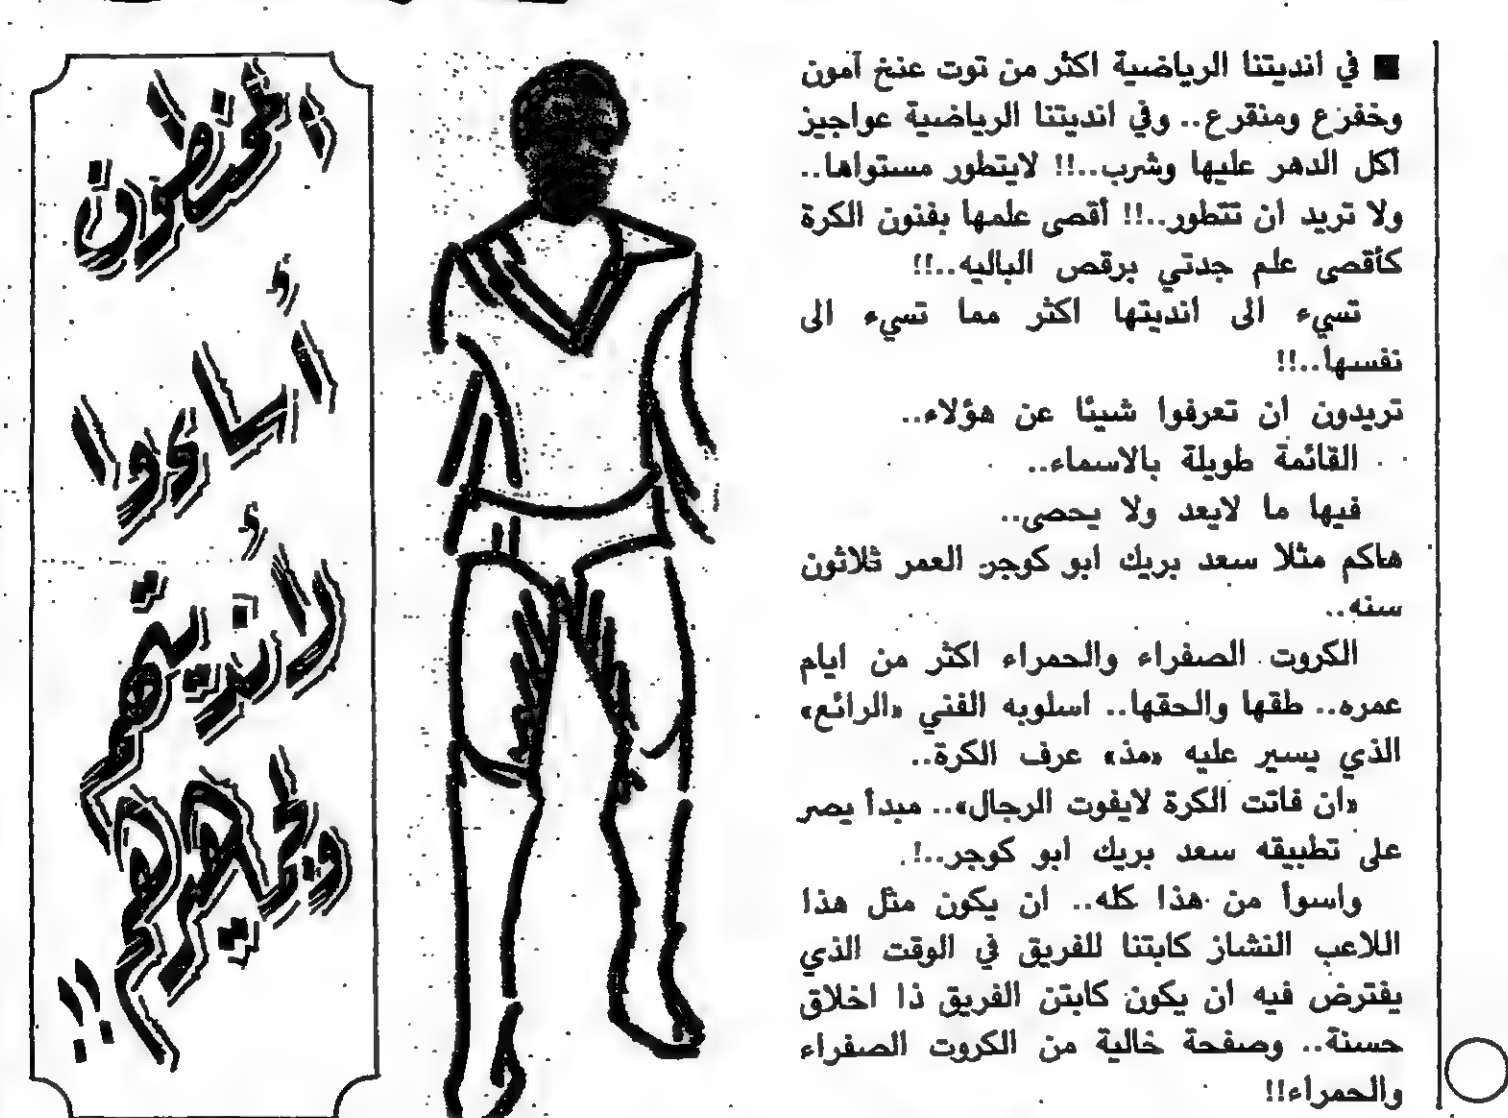 ■ في انديتنا الرياضية اكثر من توت عنخ آمون
وخفرع ومنقرع.. وفي انديتنا الرياضية عواجيز
أكل الدهر عليها وشرب..!! لايتطور مستواها..
ولا تريد ان تتطور..!! أقصى علمها بفنون الكرة
كأقصى علم جدتي برقص الباليه..!!
تسيء الى انديتها اكثر مما تسيء الى
نفسها..!!
تريدون ان تعرفوا شيئا عن هؤلاء..
القائمة طويلة بالاسماء..
فيها ما لايعد ولا يحصى..
هاكم مثلا سعد بريك ابو كوجر العمر ثلاثون
سنه..
الكروت الصفراء والحمراء اكثر من ايام
عمره.. طقها والحقها.. اسلوبه الفني «الرائع»
الذي يسير عليه «مذ» عرف الكرة..
«ان فاتت الكرة لايفوت الرجال».. مبدأ يصر
على تطبيقه سعد بريك ابو كوجر..!
واسوأ من هذا كله.. ان يكون مثل هذا
اللاعب النشاز كابتنا للفريق في الوقت الذي
يفترض فيه ان يكون كابتن الفريق ذا اخلاق
حسنة.. وصفحة خالية من الكروت الصفراء
والحمراء!!
المخضرمون
أساءوا
لأنديتهم
وجماهيرهم!!